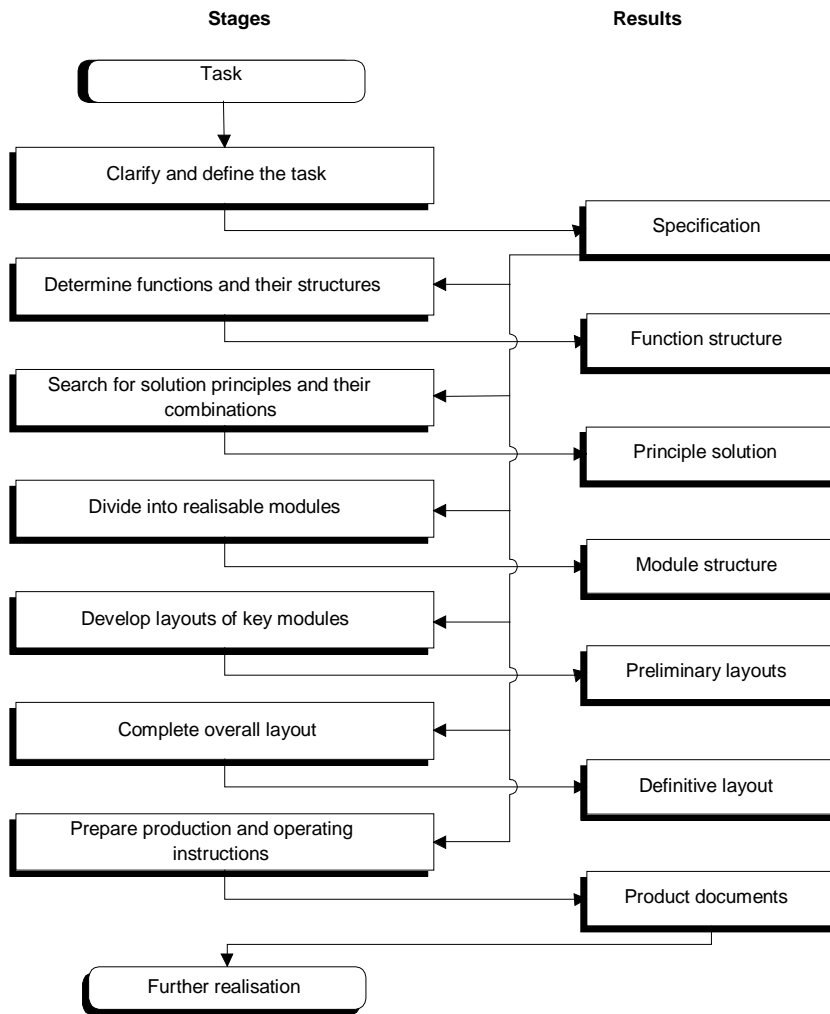 Stages
Results
Task
Clarify and define the task
Specification
Determine functions and their structures
Function structure
Search for solution principles and their
combinations
Principle solution
Divide into realisable modules
Module structure
Develop layouts of key modules
Preliminary layouts
Complete overall layout
Definitive layout
Prepare production and operating
instructions
Product documents
Further realisation